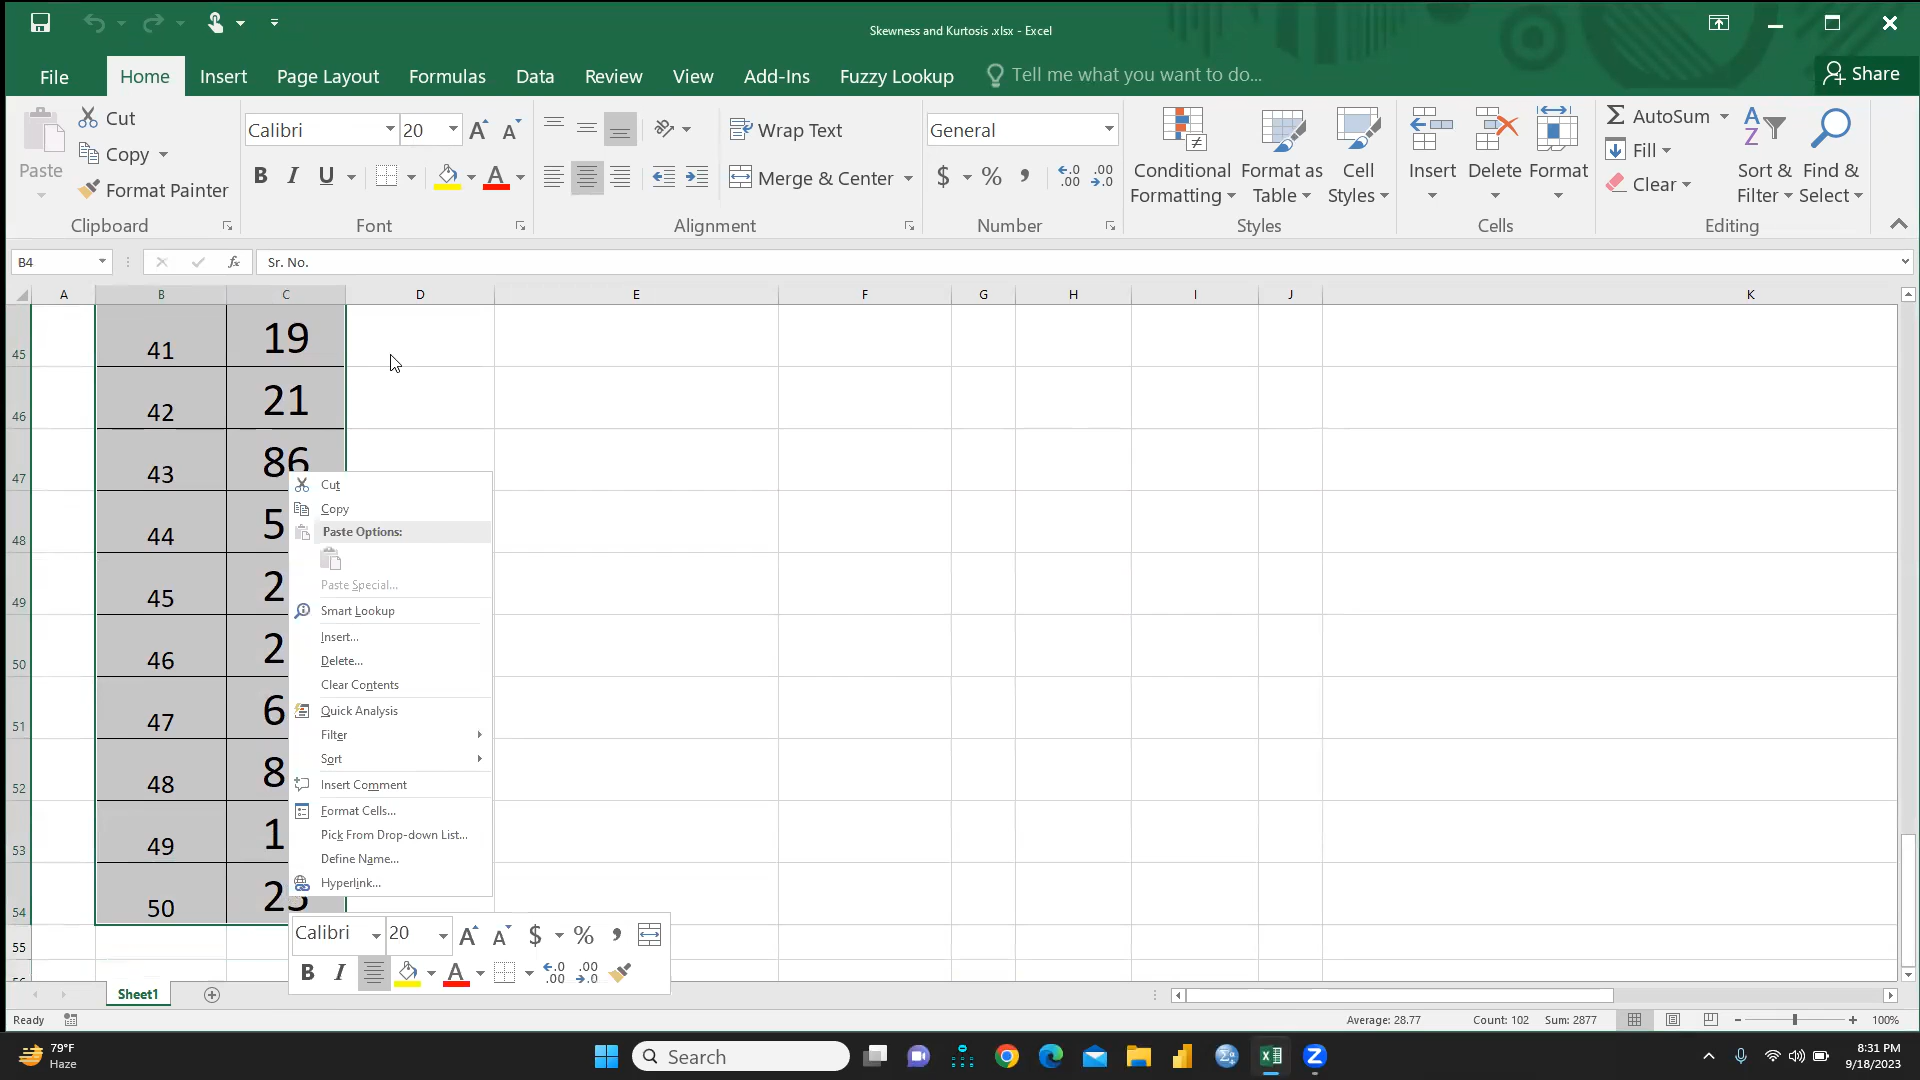 Skewness and Kurtosis .xlsx - Excel
File Home Insert Page Layout Formulas Data Review View Add-Ins Fuzzy Lookup Tell me what you want to do... Share
Paste
Cut
Copy
Format Painter
Clipboard
Calibri 20
B I U A
Font
Wrap Text
Merge & Center
Alignment
General
$ % ,
Number
Conditional Formatting
Format as Table
Cell Styles
Styles
Insert Delete Format
Cells
AutoSum
Fill
Clear
Sort & Filter
Find & Select
Editing
B4 fx Sr. No.
A B C D E F G H I J K
45 41 19
46 42 21
47 43 86
48 44 5
49 45 2
50 46 2
51 47 6
52 48 8
53 49 1
54 50
55
Cut
Copy
Paste Options:
Paste Special...
Smart Lookup
Insert...
Delete...
Clear Contents
Quick Analysis
Filter
Sort
Insert Comment
Format Cells...
Pick From Drop-down List...
Define Name...
Hyperlink...
Calibri 20 A A $ % ,
B I A
Sheet1
Ready Average: 28.77 Count: 102 Sum: 2877 100%
79°F
Haze
Search
8:31 PM
9/18/2023